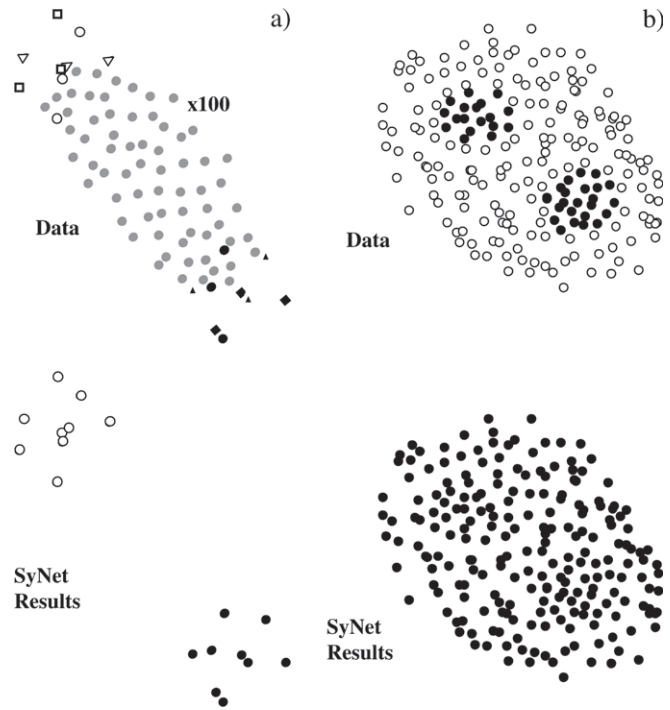 a)
b)
x100
Data
Data
SyNet
Results
SyNet
Results